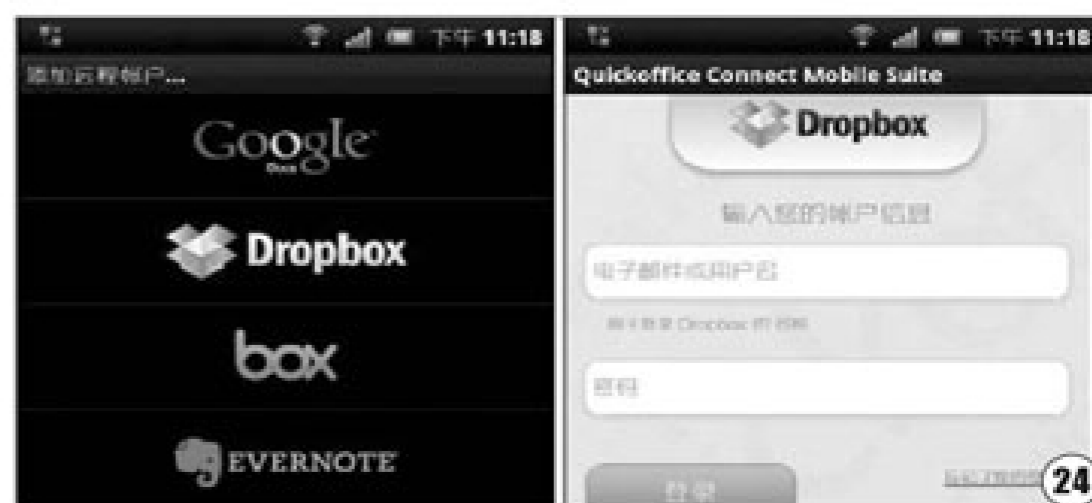 下午 11:18
添加远程帐户...
Google
Docs
Dropbox
box
EVERNOTE
下午 11:18
Quickoffice Connect Mobile Suite
Dropbox
输入您的帐户信息
电子邮件或用户名
Dropbox
密码
登录
24